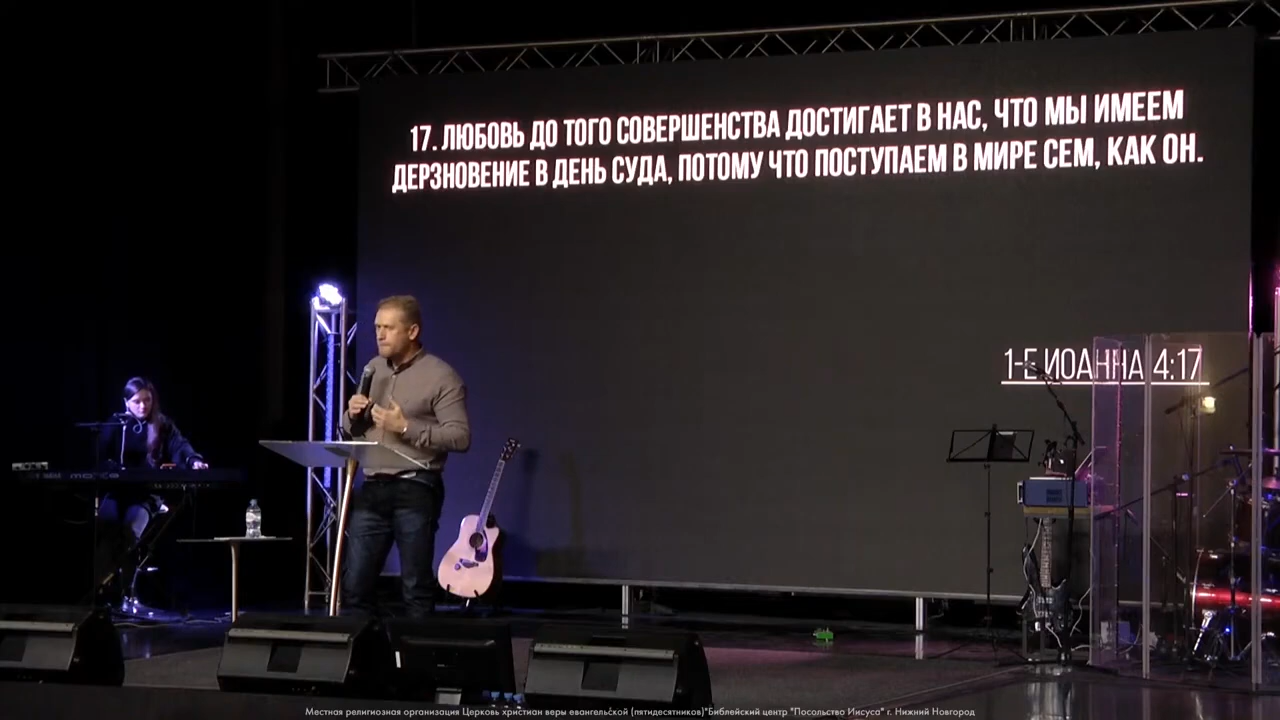 17. ЛЮБОВЬ ДО ТОГО СОВЕРШЕНСТВА ДОСТИГАЕТ В НАС, ЧТО МЫ ИМЕЕМ
ДЕРЗНОВЕНИЕ В ДЕНЬ СУДА, ПОТОМУ ЧТО ПОСТУПАЕМ В МИРЕ СЕМ, КАК ОН.
1-Е ИОАННА 4:17
Местная религиозная организация Церковь христиан веры евангельской (пятидесятников)"Библейский центр "Посольство Иисуса" г. Нижний Новгород